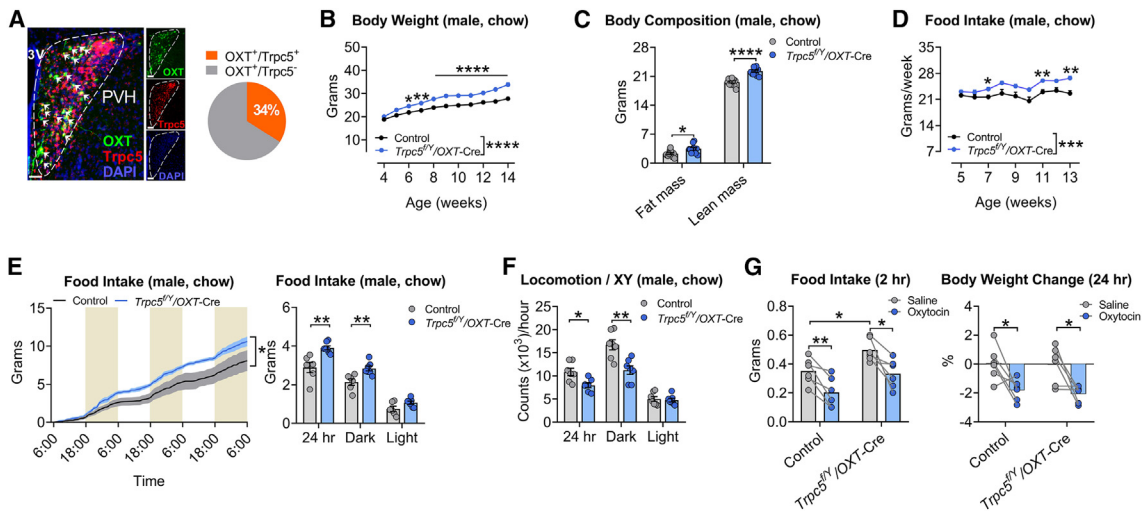 A
3V
PVH
OXT
Trpc5
DAPI
OXT
Trpc5
DAPI
OXT⁺/Trpc5⁺
OXT⁺/Trpc5⁻
34%
B
Body Weight (male, chow)
Grams
50
40
30
20
10
****
***
Control
Trpc5f/Y/OXT-Cre
****
4 6 8 10 12 14
Age (weeks)
C
Body Composition (male, chow)
Control
Trpc5f/Y/OXT-Cre
Grams
28
21
14
7
0
*
****
Fat mass
Lean mass
D
Food Intake (male, chow)
Grams/week
35
28
21
14
7
*
**
**
Control
Trpc5f/Y/OXT-Cre
***
5 7 9 11 13
Age (weeks)
E
Food Intake (male, chow)
Control
Trpc5f/Y/OXT-Cre
Grams
15
10
5
0
*
6:00 18:00 6:00 18:00 6:00 18:00 6:00
Time
Food Intake (male, chow)
Control
Trpc5f/Y/OXT-Cre
Grams
6
4
2
0
**
**
24 hr Dark Light
F
Locomotion / XY (male, chow)
Control
Trpc5f/Y/OXT-Cre
Counts (x10³)/hour
25
20
15
10
5
0
*
**
24 hr Dark Light
G
Food Intake (2 hr)
Saline
Oxytocin
Grams
0.8
0.6
0.4
0.2
0.0
*
**
*
Control
Trpc5f/Y/OXT-Cre
Body Weight Change (24 hr)
Saline
Oxytocin
%
4
2
0
-2
-4
*
*
Control
Trpc5f/Y/OXT-Cre